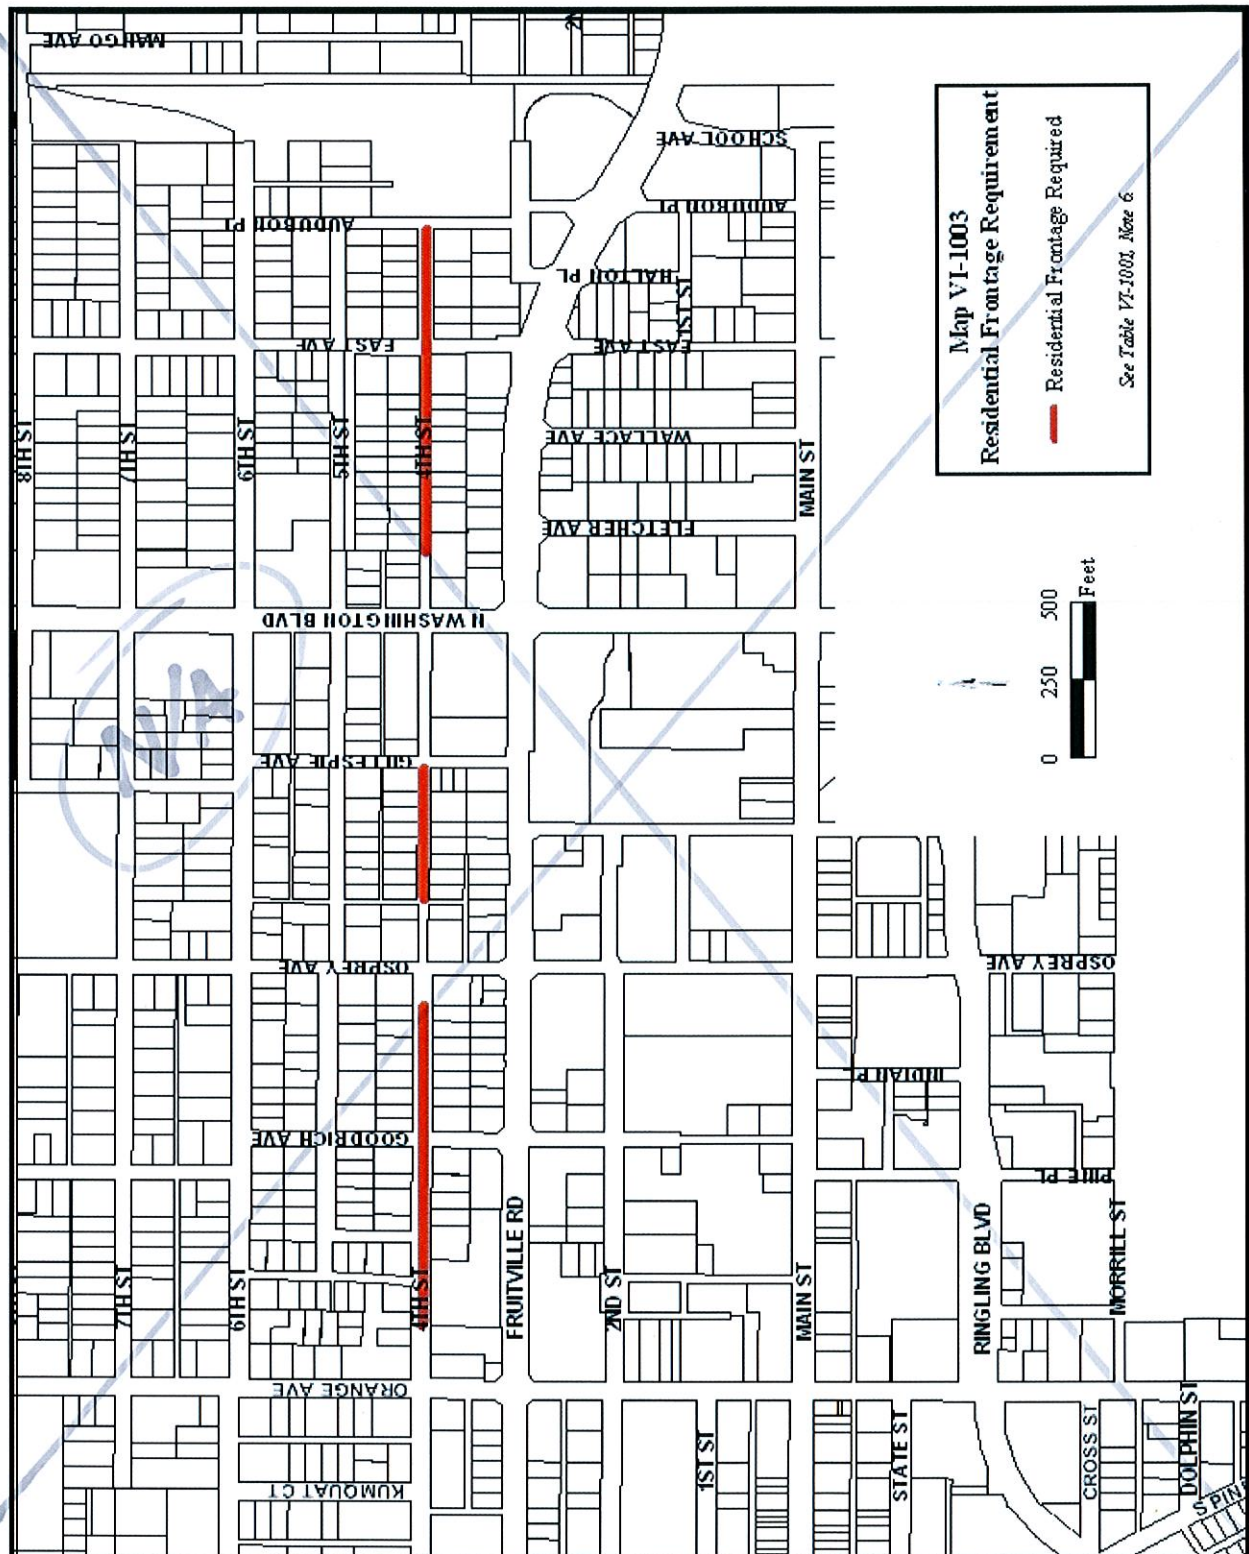 MANGO AVE
2N
SCHOOL AVE
AUDUBON PL
AUDUBON PL
HALTON PL
1ST ST
EAST AVE
EAST AVE
8TH ST
7TH ST
6TH ST
5TH ST
4TH ST
WALLACE AVE
MAIN ST
FLETCHER AVE
N WASHINGTON BLVD
N/A
GILLESPIE AVE
OSPREY AVE
OSPREY AVE
INDIAN PL
GOODRICH AVE
PINE PL
7TH ST
6TH ST
4TH ST
FRUITVILLE RD
2ND ST
MAIN ST
RINGLING BLVD
MORRILL ST
ORANGE AVE
KUMQUAT CT
1ST ST
STATE ST
CROSS ST
DOLPHIN ST
S PIN
Map VI-1003
Residential Frontage Requirement
Residential Frontage Required
See Table VI-1001, Note 6.
0 250 500
Feet